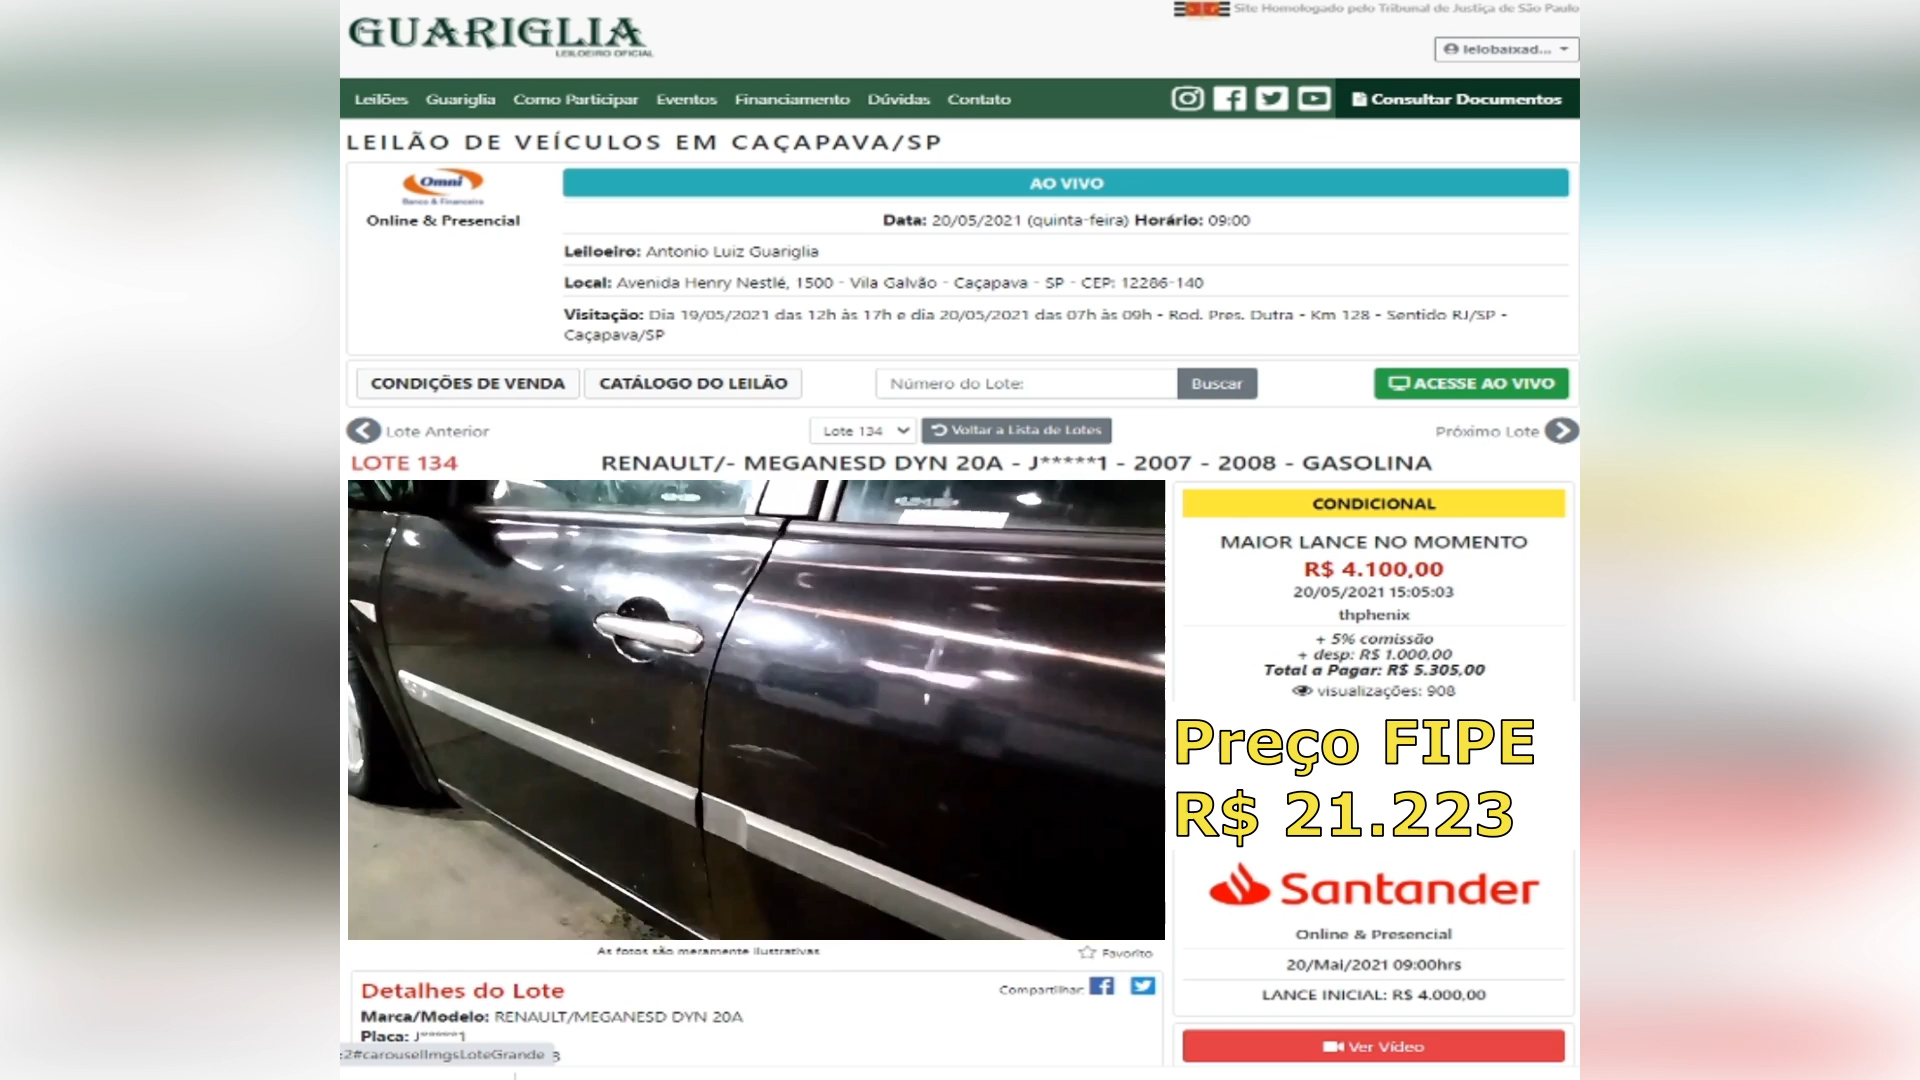 Site Homologado pelo Tribunal de Justiça de São Paulo
GUARIGLIA
LEILOEIRO OFICIAL
lelobaixad...
Leilões Guariglia Como Participar Eventos Financiamento Dúvidas Contato Consultar Documentos
LEILÃO DE VEÍCULOS EM CAÇAPAVA/SP
Omni
Banco & Financeira
Online & Presencial
AO VIVO
Data: 20/05/2021 (quinta-feira) Horário: 09:00
Leiloeiro: Antonio Luiz Guariglia
Local: Avenida Henry Nestlé, 1500 - Vila Galvão - Caçapava - SP - CEP: 12286-140
Visitação: Dia 19/05/2021 das 12h às 17h e dia 20/05/2021 das 07h às 09h - Rod. Pres. Dutra - Km 128 - Sentido RJ/SP -
Caçapava/SP
CONDIÇÕES DE VENDA CATÁLOGO DO LEILÃO Número do Lote: Buscar ACESSE AO VIVO
Lote Anterior Lote 134 Voltar a Lista de Lotes Próximo Lote
LOTE 134 RENAULT/- MEGANESD DYN 20A - J*****1 - 2007 - 2008 - GASOLINA
CONDICIONAL
MAIOR LANCE NO MOMENTO
R$ 4.100,00
20/05/2021 15:05:03
thphenix
+ 5% comissão
+ desp: R$ 1.000,00
Total a Pagar: R$ 5.305,00
visualizações: 908
Preço FIPE
R$ 21.223
Santander
Online & Presencial
20/Mai/2021 09:00hrs
LANCE INICIAL: R$ 4.000,00
Ver Vídeo
As fotos são meramente ilustrativas
Favorito
Detalhes do Lote
Compartilhar:
Marca/Modelo: RENAULT/MEGANESD DYN 20A
Placa: J*****1
:2#carouselImgsLoteGrande